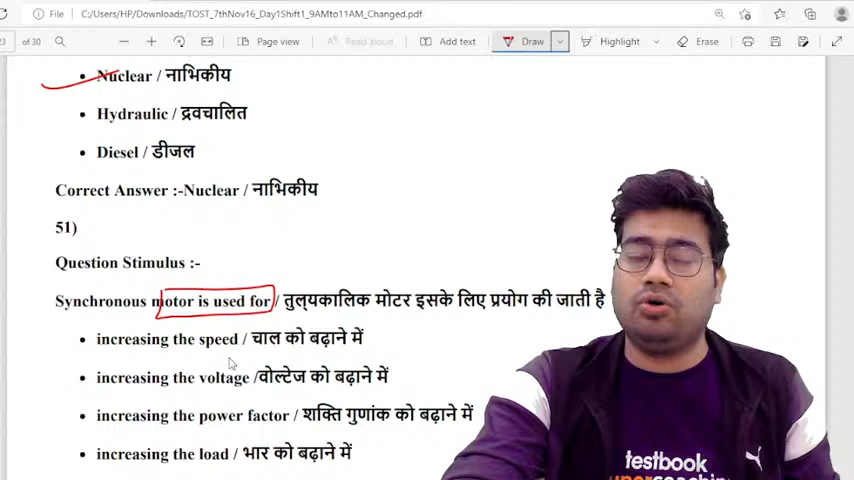 File
C:/Users/HP/Downloads/TOST_7thNov16_Day1Shift1_9AMto11AM_Changed.pdf
23 of 30 Read aloud Add text Draw Highlight Erase
• Nuclear / नाभिकीय
• Hydraulic / द्रवचालित
• Diesel / डीजल
Correct Answer :-Nuclear / नाभिकीय
51)
Question Stimulus :-
Synchronous motor is used for / तुल्यकालिक मोटर इसके लिए प्रयोग की जाती है
• increasing the speed / चाल को बढ़ाने में
• increasing the voltage /वोल्टेज को बढ़ाने में
• increasing the power factor / शक्ति गुणांक को बढ़ाने में
• increasing the load / भार को बढ़ाने में
testbook